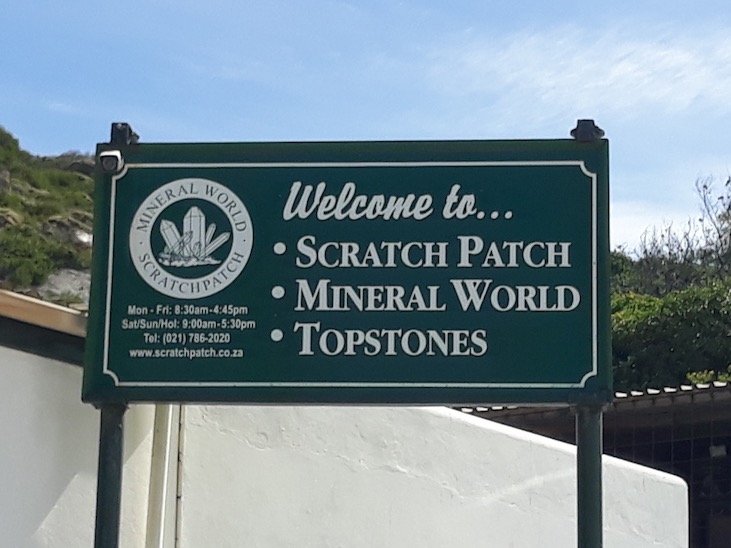 MINERAL WORLD
SCRATCHPATCH
Mon - Fri: 8:30am-4:45pm
Sat/Sun/Hol: 9:00am-5:30pm
Tel: (021) 786-2020
www.scratchpatch.co.za
Welcome to...
• SCRATCH PATCH
• MINERAL WORLD
• TOPSTONES